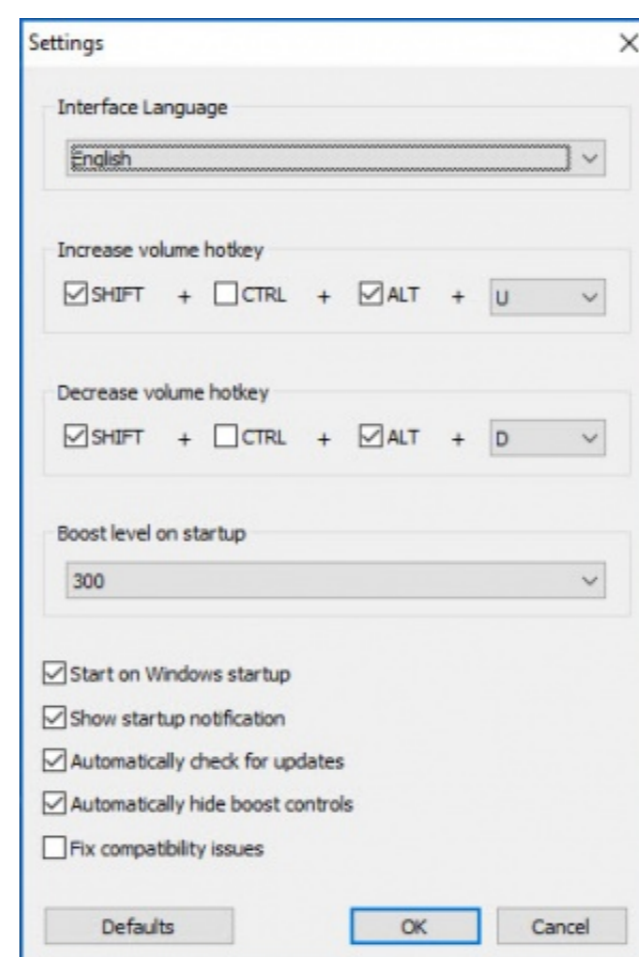 Settings
Interface Language
English
Increase volume hotkey
SHIFT + CTRL + ALT + U
Decrease volume hotkey
SHIFT + CTRL + ALT + D
Boost level on startup
300
Start on Windows startup
Show startup notification
Automatically check for updates
Automatically hide boost controls
Fix compatibility issues
Defaults OK Cancel